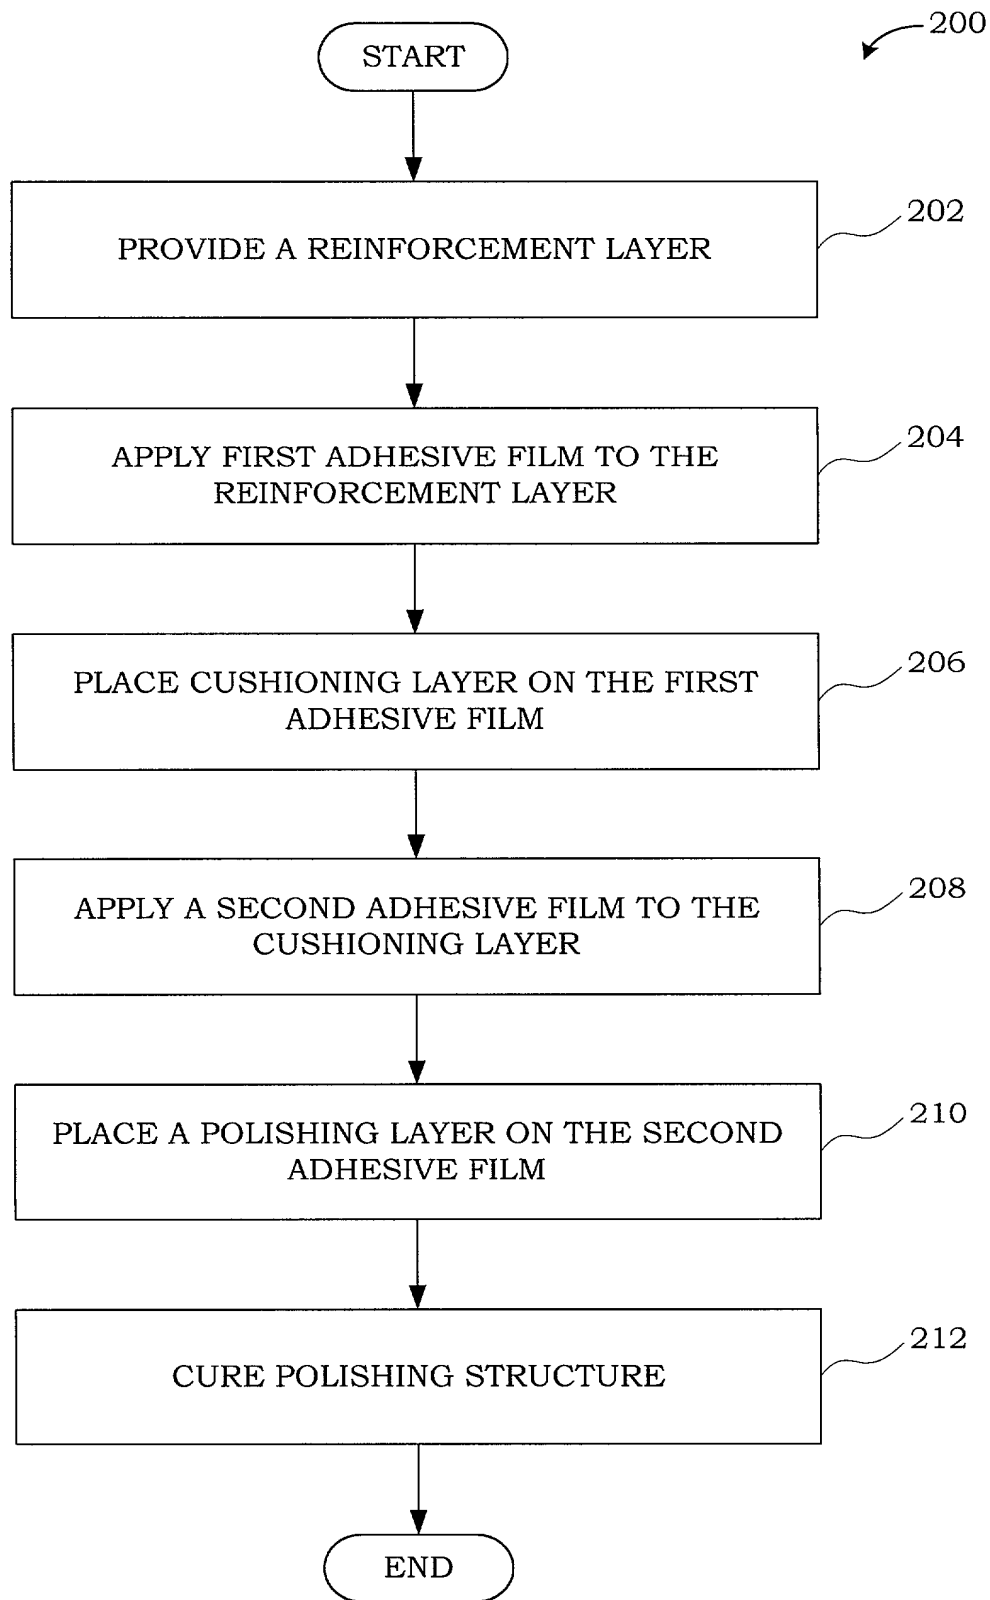 200
START
PROVIDE A REINFORCEMENT LAYER
202
APPLY FIRST ADHESIVE FILM TO THE
REINFORCEMENT LAYER
204
PLACE CUSHIONING LAYER ON THE FIRST
ADHESIVE FILM
206
APPLY A SECOND ADHESIVE FILM TO THE
CUSHIONING LAYER
208
PLACE A POLISHING LAYER ON THE SECOND
ADHESIVE FILM
210
CURE POLISHING STRUCTURE
212
END